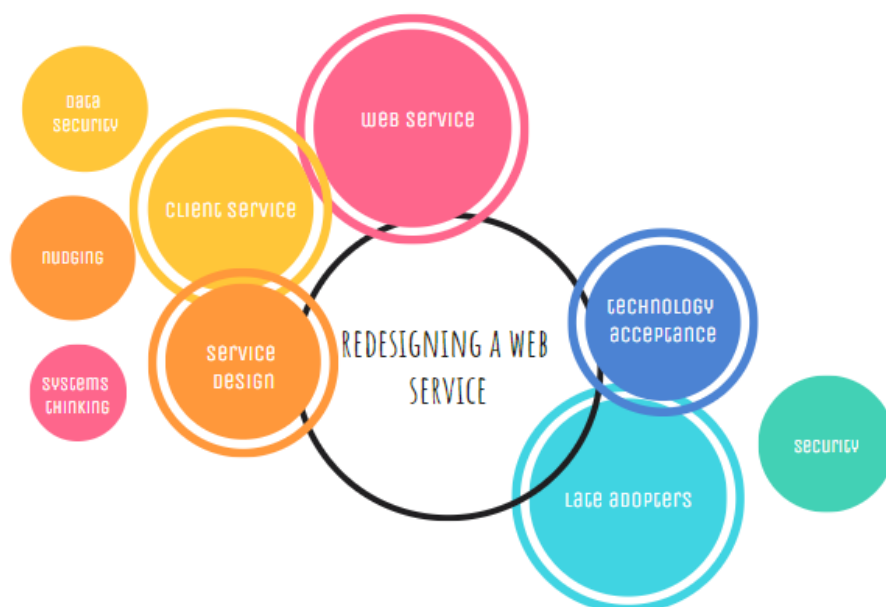 Data
Security
Web Service
Client Service
Nudging
Service
Design
Systems
Thinking
REDESIGNING A WEB
SERVICE
Technology
Acceptance
Late Adopters
Security